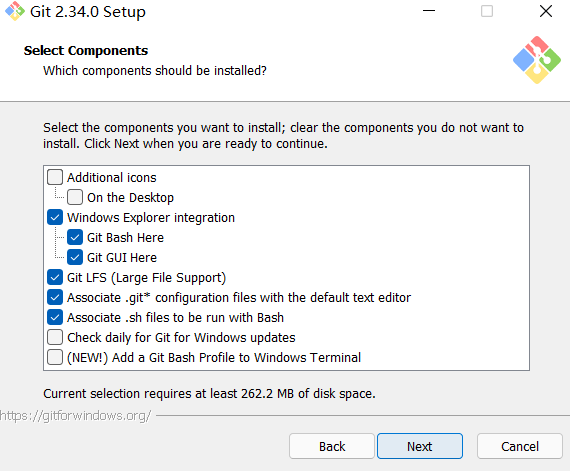 Git 2.34.0 Setup
Select Components
Which components should be installed?
Select the components you want to install; clear the components you do not want to
install. Click Next when you are ready to continue.
Additional icons
On the Desktop
Windows Explorer integration
Git Bash Here
Git GUI Here
Git LFS (Large File Support)
Associate .git* configuration files with the default text editor
Associate .sh files to be run with Bash
Check daily for Git for Windows updates
(NEW!) Add a Git Bash Profile to Windows Terminal
Current selection requires at least 262.2 MB of disk space.
https://gitforwindows.org/
Back Next Cancel